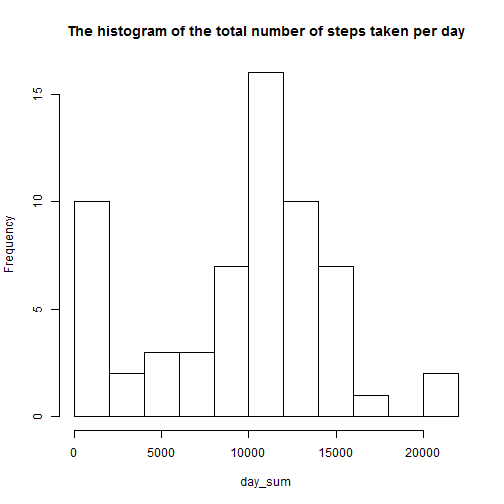 The histogram of the total number of steps taken per day
Frequency
15
10
5
0
0 5000 10000 15000 20000
day_sum